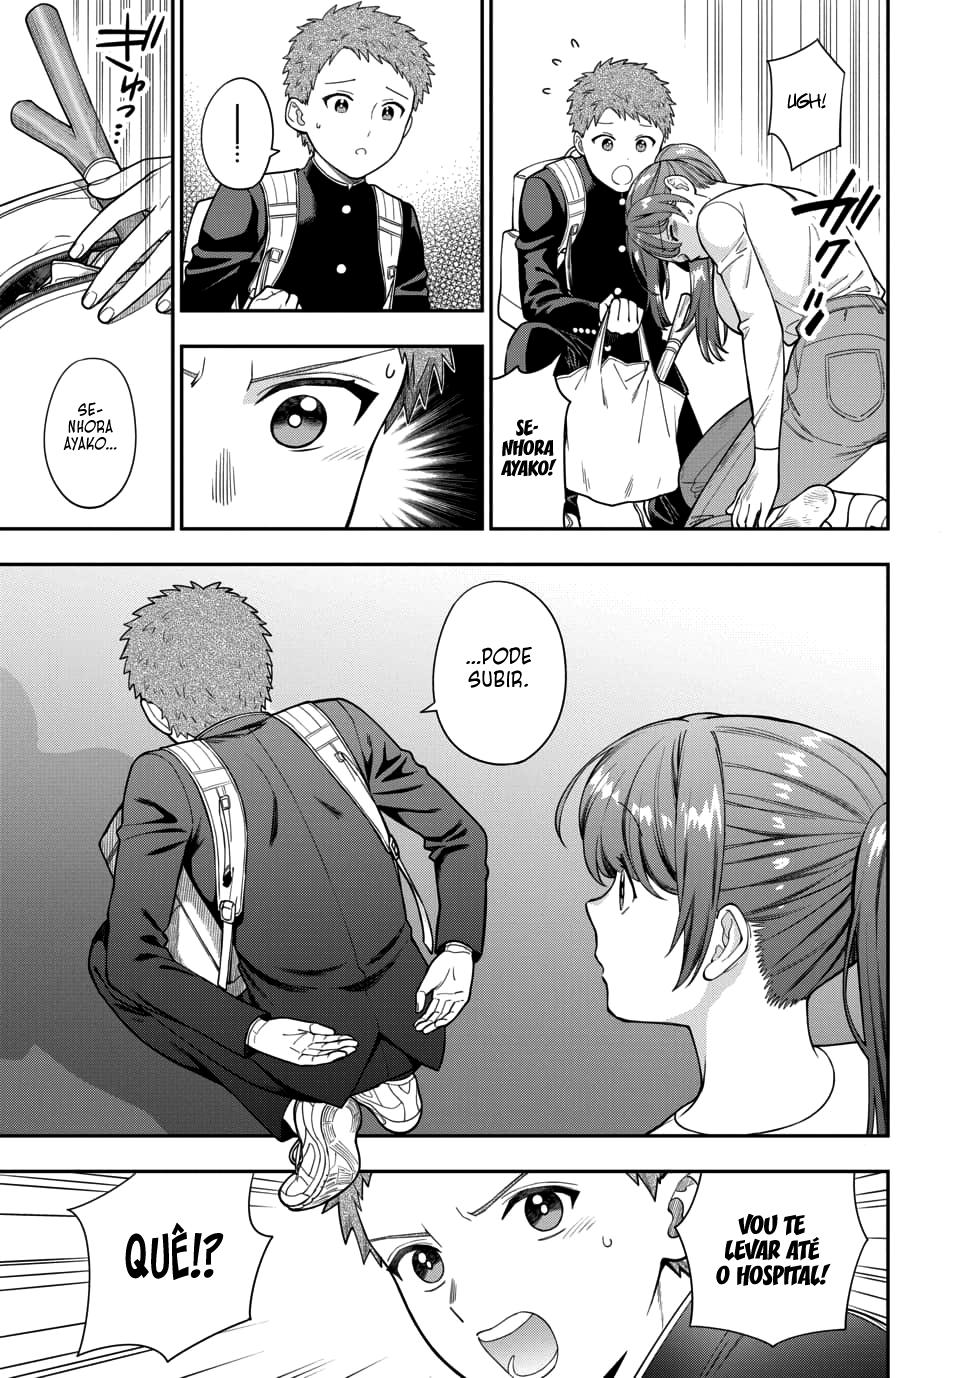 UGH!
SE-
NHORA
AYAKO!
—...
SE-
NHORA
AYAKO...
...PODE
SUBIR.
VOU TE
LEVAR ATÉ
O HOSPITAL!
QUÊ!?